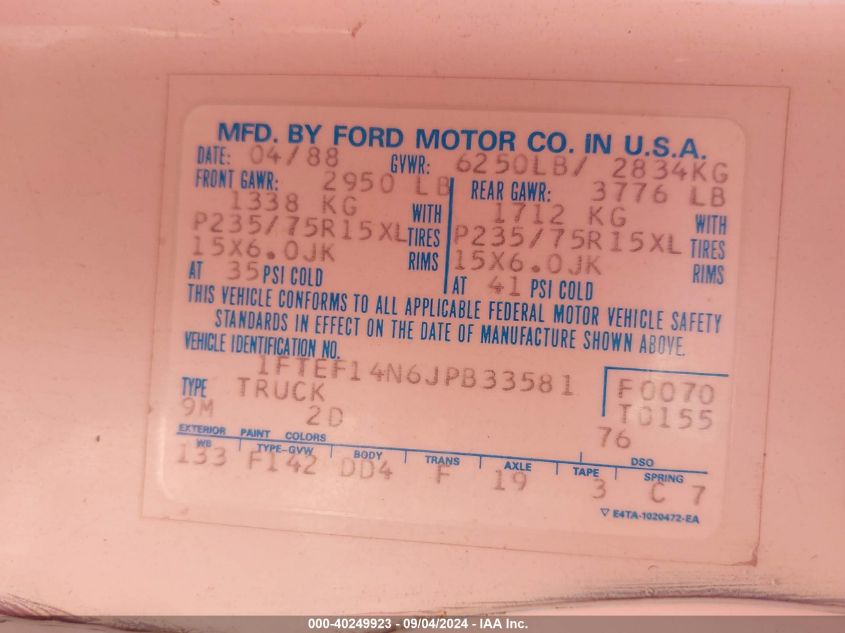 MFD. BY FORD MOTOR CO. IN U.S.A.
DATE: 04/88 GVWR: 6250LB/ 2834KG
FRONT GAWR: 2950 LB REAR GAWR: 3776 LB
1338 KG WITH 1712 KG WITH
P235/75R15XL TIRES P235/75R15XL TIRES
15X6.0JK RIMS 15X6.0JK RIMS
AT 35 PSI COLD AT 41 PSI COLD
THIS VEHICLE CONFORMS TO ALL APPLICABLE FEDERAL MOTOR VEHICLE SAFETY
STANDARDS IN EFFECT ON THE DATE OF MANUFACTURE SHOWN ABOVE.
VEHICLE IDENTIFICATION NO.
1FTEF14N6JPB33581
TYPE TRUCK F0070
9M 2D T0155
76
EXTERIOR PAINT COLORS DSO
WB TYPE-GVW BODY TRANS AXLE TAPE SPRING
133 F142 DD4 F 19 3 C 7
▽ E4TA-1020472-EA
000-40249923 - 09/04/2024 - IAA Inc.